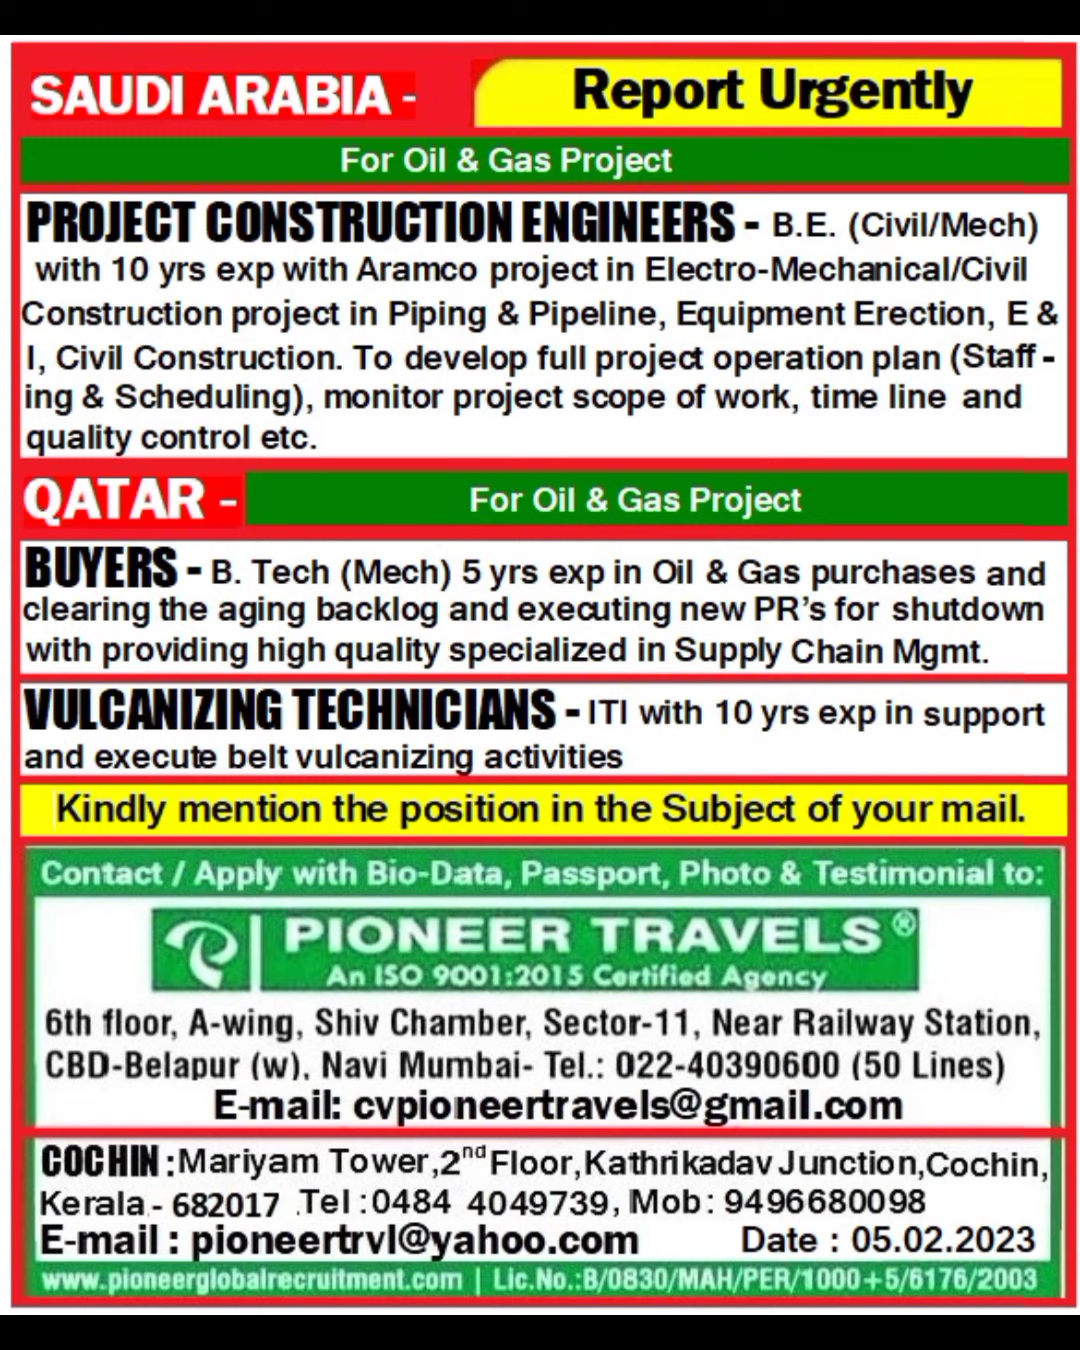 SAUDI ARABIA -
Report Urgently
For Oil & Gas Project
PROJECT CONSTRUCTION ENGINEERS - B.E. (Civil/Mech)
with 10 yrs exp with Aramco project in Electro-Mechanical/Civil
Construction project in Piping & Pipeline, Equipment Erection, E &
I, Civil Construction. To develop full project operation plan (Staff -
ing & Scheduling), monitor project scope of work, time line and
quality control etc.
QATAR -
For Oil & Gas Project
BUYERS - B. Tech (Mech) 5 yrs exp in Oil & Gas purchases and
clearing the aging backlog and executing new PR's for shutdown
with providing high quality specialized in Supply Chain Mgmt.
VULCANIZING TECHNICIANS - ITI with 10 yrs exp in support
and execute belt vulcanizing activities
Kindly mention the position in the Subject of your mail.
Contact / Apply with Bio-Data, Passport, Photo & Testimonial to:
PIONEER TRAVELS ®
An ISO 9001:2015 Certified Agency
6th floor, A-wing, Shiv Chamber, Sector-11, Near Railway Station,
CBD-Belapur (w), Navi Mumbai- Tel.: 022-40390600 (50 Lines)
E-mail: cvpioneertravels@gmail.com
COCHIN : Mariyam Tower, 2nd Floor, Kathrikadav Junction, Cochin,
Kerala - 682017 .Tel : 0484 4049739, Mob: 9496680098
E-mail : pioneertrvl@yahoo.com Date : 05.02.2023
www.pioneerglobalrecruitment.com | Lic.No.:B/0830/MAH/PER/1000+5/6176/2003